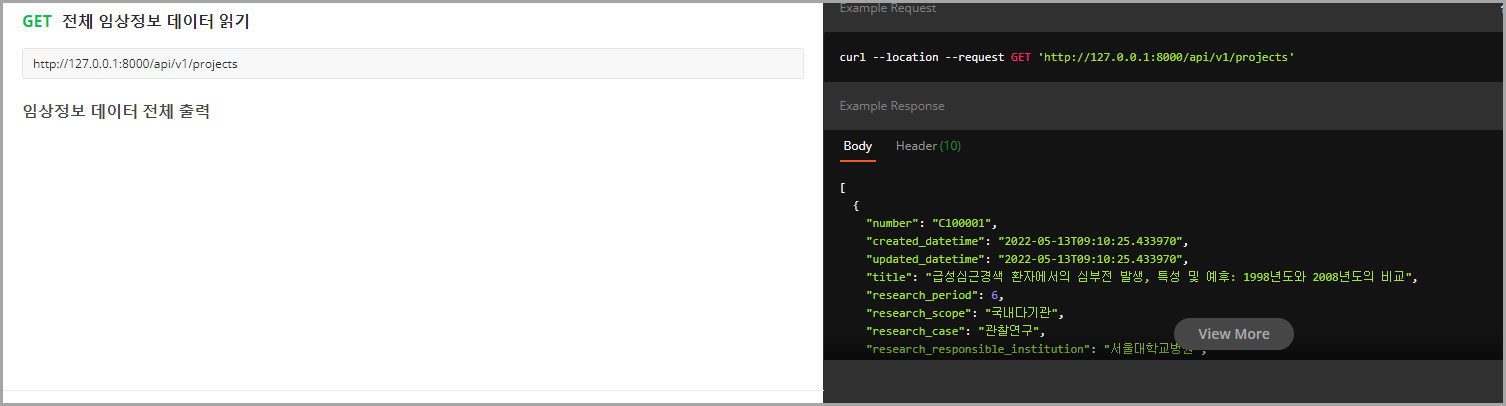 GET 전체 임상정보 데이터 읽기
http://127.0.0.1:8000/api/v1/projects
임상정보 데이터 전체 출력
Example Request
curl --location --request GET 'http://127.0.0.1:8000/api/v1/projects'
Example Response
Body Header (10)
[
{
"number": "C100001",
"created_datetime": "2022-05-13T09:10:25.433970",
"updated_datetime": "2022-05-13T09:10:25.433970",
"title": "급성심근경색 환자에서의 심부전 발생, 특성 및 예후: 1998년도와 2008년도의 비교",
"research_period": 6,
"research_scope": "국내다기관",
"research_case": "관찰연구",
View More
"research_responsible_institution": "서울대학교병원",